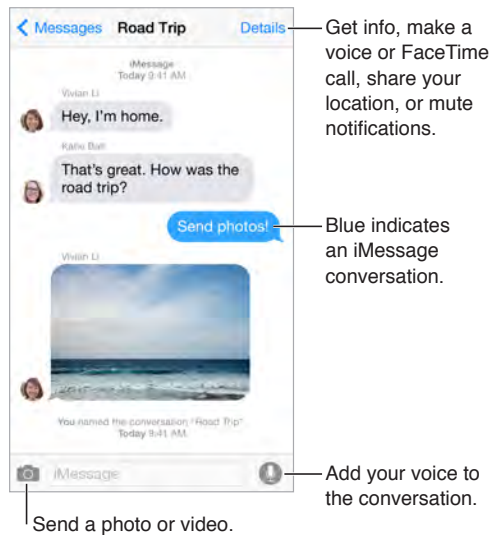 Messages Road Trip Details
Get info, make a
voice or FaceTime
call, share your
location, or mute
notifications.
iMessage
Today 9:41 AM
Vivian Li
Hey, I'm home.
Katie Bell
That's great. How was the
road trip?
Send photos!
Blue indicates
an iMessage
conversation.
Vivian Li
You named the conversation "Road Trip"
Today 9:41 AM
iMessage
Add your voice to
the conversation.
Send a photo or video.